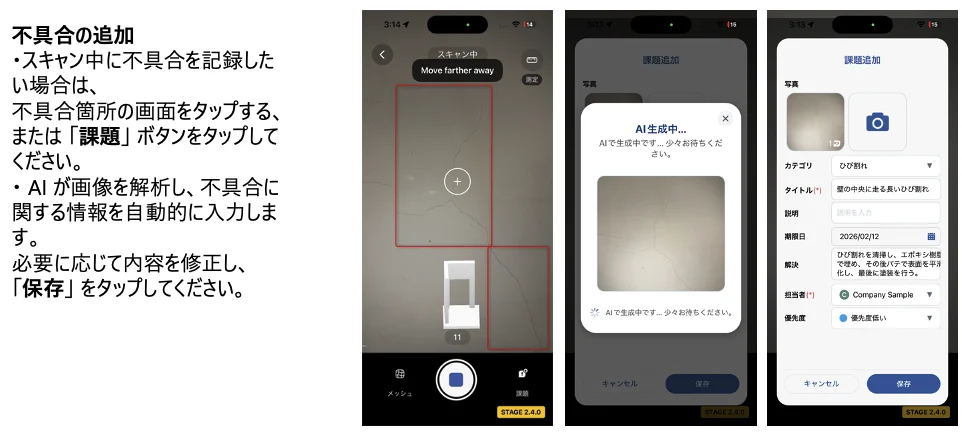 不具合の追加
・スキャン中に不具合を記録した
い場合は、
不具合箇所の画面をタップする、
または「課題」ボタンをタップして
ください。
・ AI が画像を解析し、不具合に
関する情報を自動的に入力しま
す。
必要に応じて内容を修正し、
「保存」をタップしてください。
3:14
14
スキャン中
Move farther away
測定
11
メッシュ
課題
STAGE 2.4.0
3:13
15
課題追加
写真
AI生成中...
AIで生成中です... 少々お待ちくだ
さい。
AIで生成中です... 少々お待ちください。
キャンセル
保存
STAGE 2.4.0
3:13
15
課題追加
写真
1
カテゴリ
ひび割れ
タイトル(*)
壁の中央に走る長いひび割れ
説明
説明を入力
期限日
2026/02/12
解決
ひび割れを清掃し、エポキシ樹脂
で埋め、その後パテで表面を平滑
化し、最後に塗装を行う。
担当者(*)
C Company Sample
優先度
優先度低い
キャンセル
保存
STAGE 2.4.0